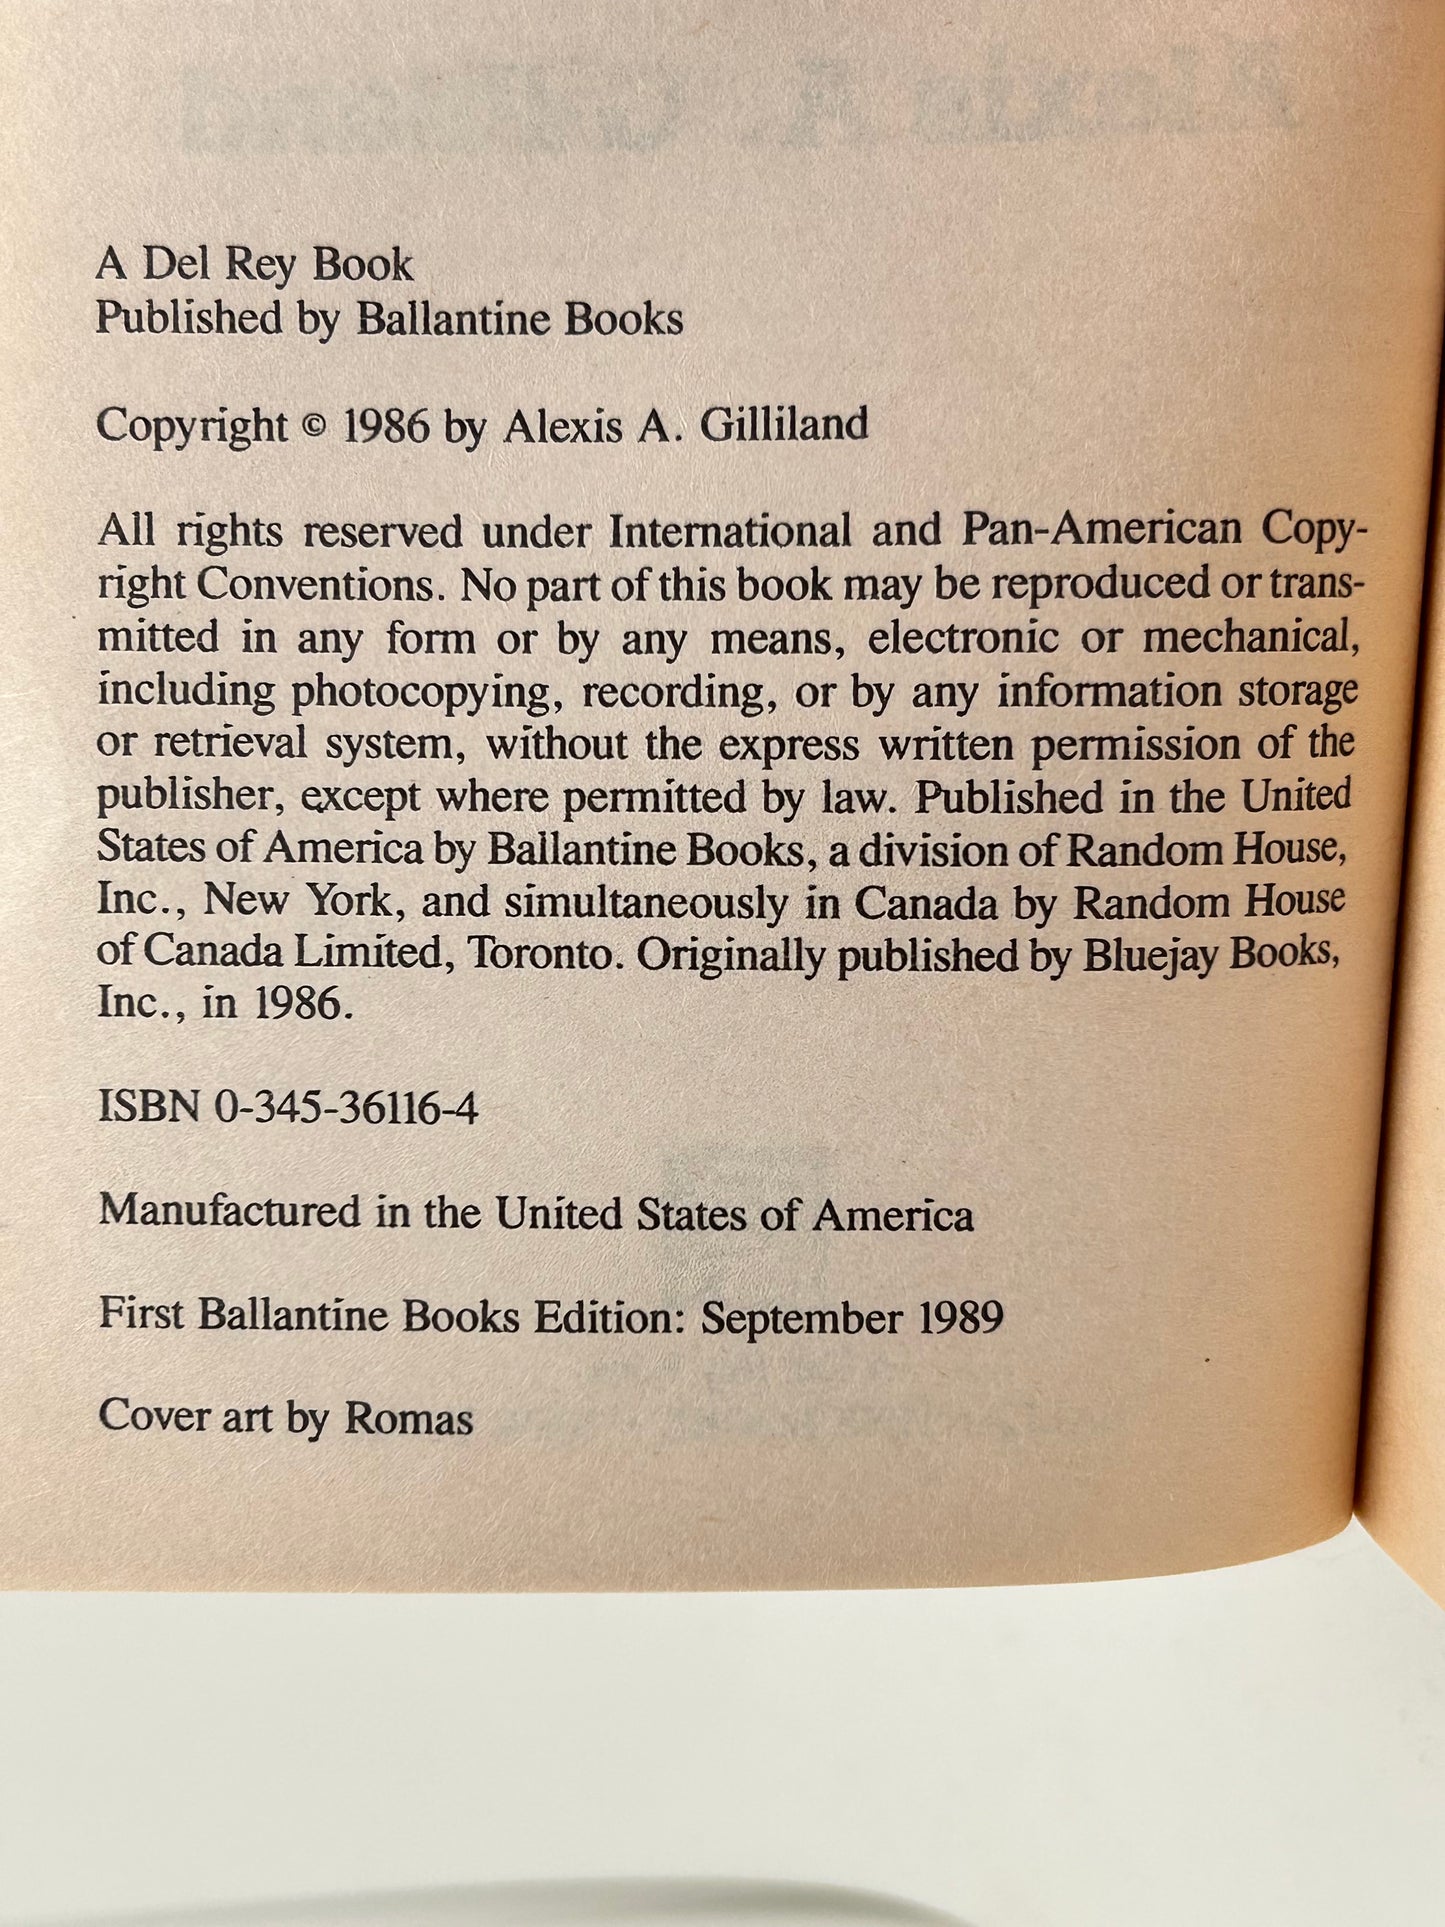 A Del Rey Book
Published by Ballantine Books
Copyright © 1986 by Alexis A. Gilliland
All rights reserved under International and Pan-American Copy-
right Conventions. No part of this book may be reproduced or trans-
mitted in any form or by any means, electronic or mechanical,
including photocopying, recording, or by any information storage
or retrieval system, without the express written permission of the
publisher, except where permitted by law. Published in the United
States of America by Ballantine Books, a division of Random House,
Inc., New York, and simultaneously in Canada by Random House
of Canada Limited, Toronto. Originally published by Bluejay Books,
Inc., in 1986.
ISBN 0-345-36116-4
Manufactured in the United States of America
First Ballantine Books Edition: September 1989
Cover art by Romas